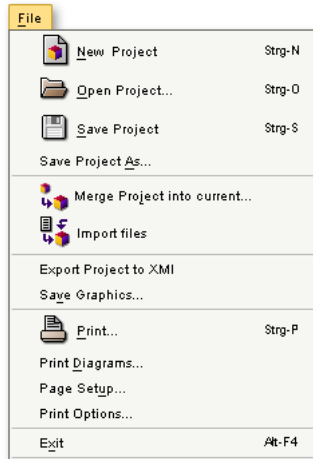 File
New Project Strg-N
Open Project... Strg-O
Save Project Strg-S
Save Project As...
Merge Project into current...
Import files
Export Project to XMI
Save Graphics...
Print... Strg-P
Print Diagrams...
Page Setup...
Print Options...
Exit Alt-F4